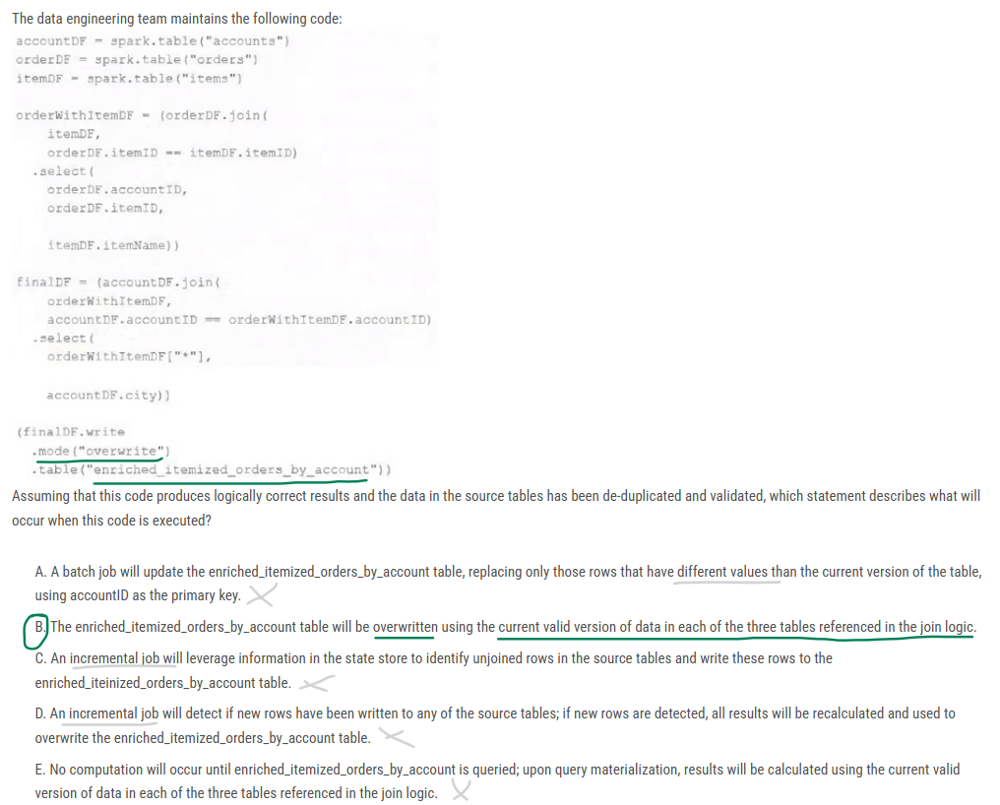 The data engineering team maintains the following code:
accountDF = spark.table("accounts")
orderDF = spark.table("orders")
itemDF = spark.table("items")
orderWithItemDF = (orderDF.join(
itemDF,
orderDF.itemID == itemDF.itemID)
.select(
orderDF.accountID,
orderDF.itemID,
itemDF.itemName))
finalDF = (accountDF.join(
orderWithItemDF,
accountDF.accountID == orderWithItemDF.accountID)
.select(
orderWithItemDF["*"],
accountDF.city))
(finalDF.write
.mode("overwrite")
.table("enriched_itemized_orders_by_account"))
Assuming that this code produces logically correct results and the data in the source tables has been de-duplicated and validated, which statement describes what will
occur when this code is executed?
A. A batch job will update the enriched_itemized_orders_by_account table, replacing only those rows that have different values than the current version of the table,
using accountID as the primary key.
B. The enriched_itemized_orders_by_account table will be overwritten using the current valid version of data in each of the three tables referenced in the join logic.
C. An incremental job will leverage information in the state store to identify unjoined rows in the source tables and write these rows to the
enriched_iteinized_orders_by_account table.
D. An incremental job will detect if new rows have been written to any of the source tables; if new rows are detected, all results will be recalculated and used to
overwrite the enriched_itemized_orders_by_account table.
E. No computation will occur until enriched_itemized_orders_by_account is queried; upon query materialization, results will be calculated using the current valid
version of data in each of the three tables referenced in the join logic.